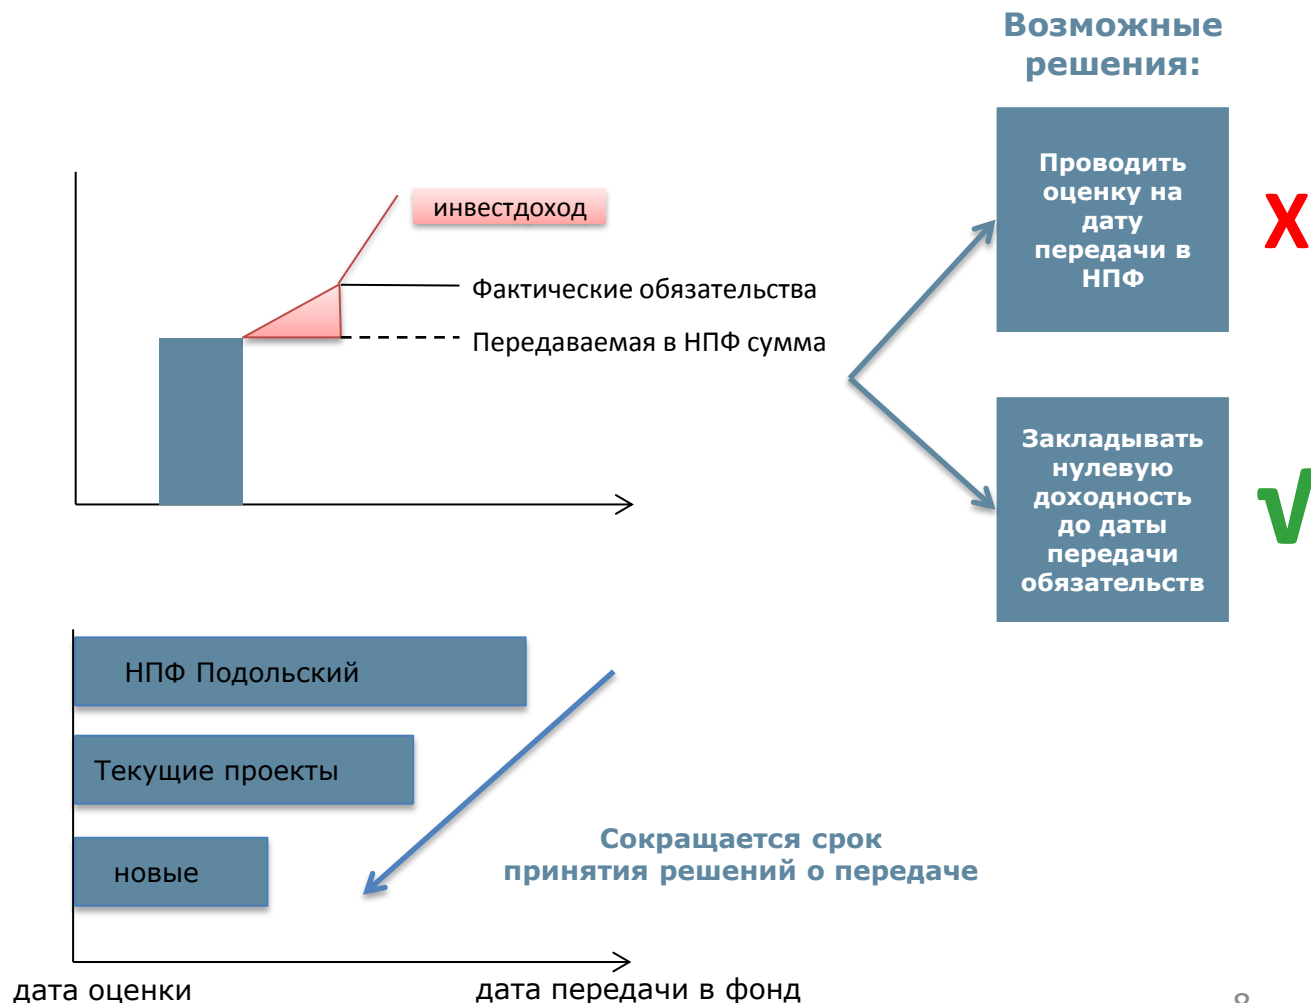 Возможные
решения:
Проводить
оценку на
дату
передачи в
НПФ
X
инвестдоход
Фактические обязательства
Передаваемая в НПФ сумма
Закладывать
нулевую
доходность
до даты
передачи
обязательств
√
НПФ Подольский
Текущие проекты
новые
Сокращается срок
принятия решений о передаче
дата оценки
дата передачи в фонд